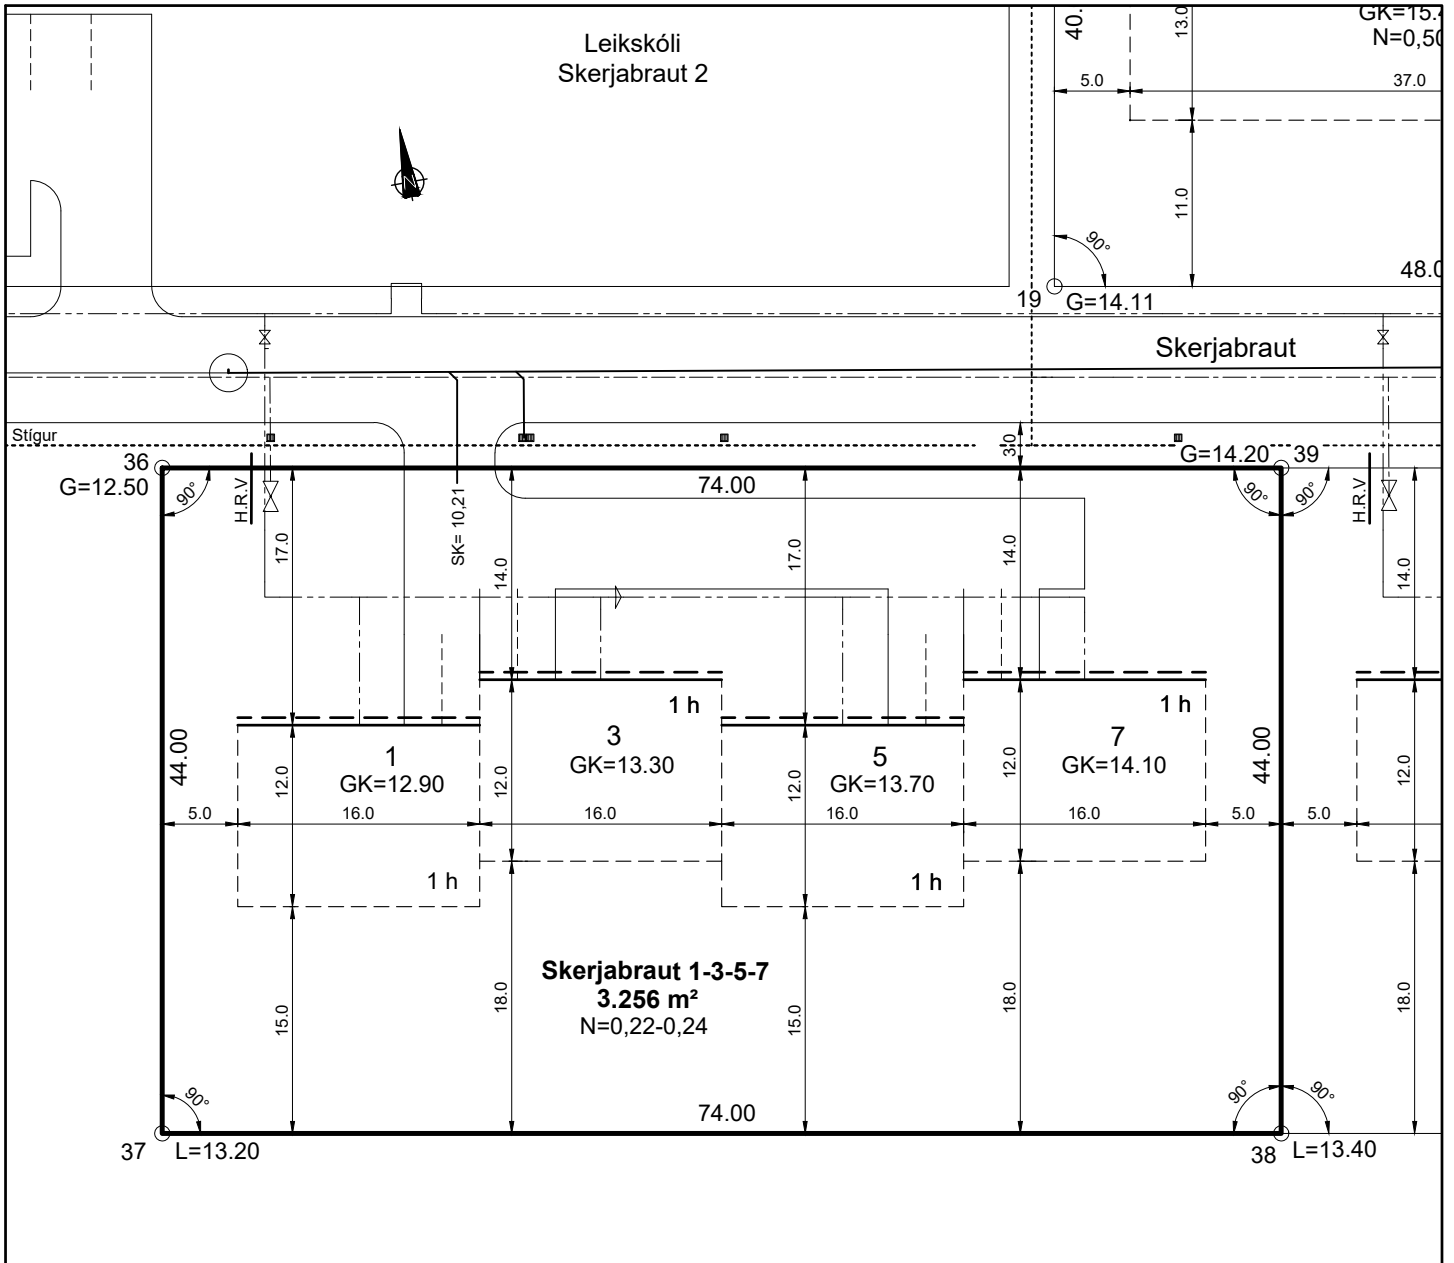 Leikskóli
Skerjabraut 2
N
40.
13.0
GK=15.
N=0,50
5.0
37.0
11.0
90°
48.0
19
G=14.11
Skerjabraut
Stígur
30
36
G=12.50
90°
H.R.V
SK= 10,21
74.00
G=14.20
39
90°
90°
H.R.V
17.0
14.0
17.0
14.0
14.0
1 h
1 h
44.00
1
GK=12.90
3
GK=13.30
5
GK=13.70
7
GK=14.10
44.00
12.0
12.0
12.0
12.0
12.0
5.0
16.0
16.0
16.0
16.0
5.0
5.0
1 h
1 h
Skerjabraut 1-3-5-7
3.256 m²
N=0,22-0,24
15.0
18.0
15.0
18.0
18.0
90°
74.00
90°
90°
37
L=13.20
38
L=13.40